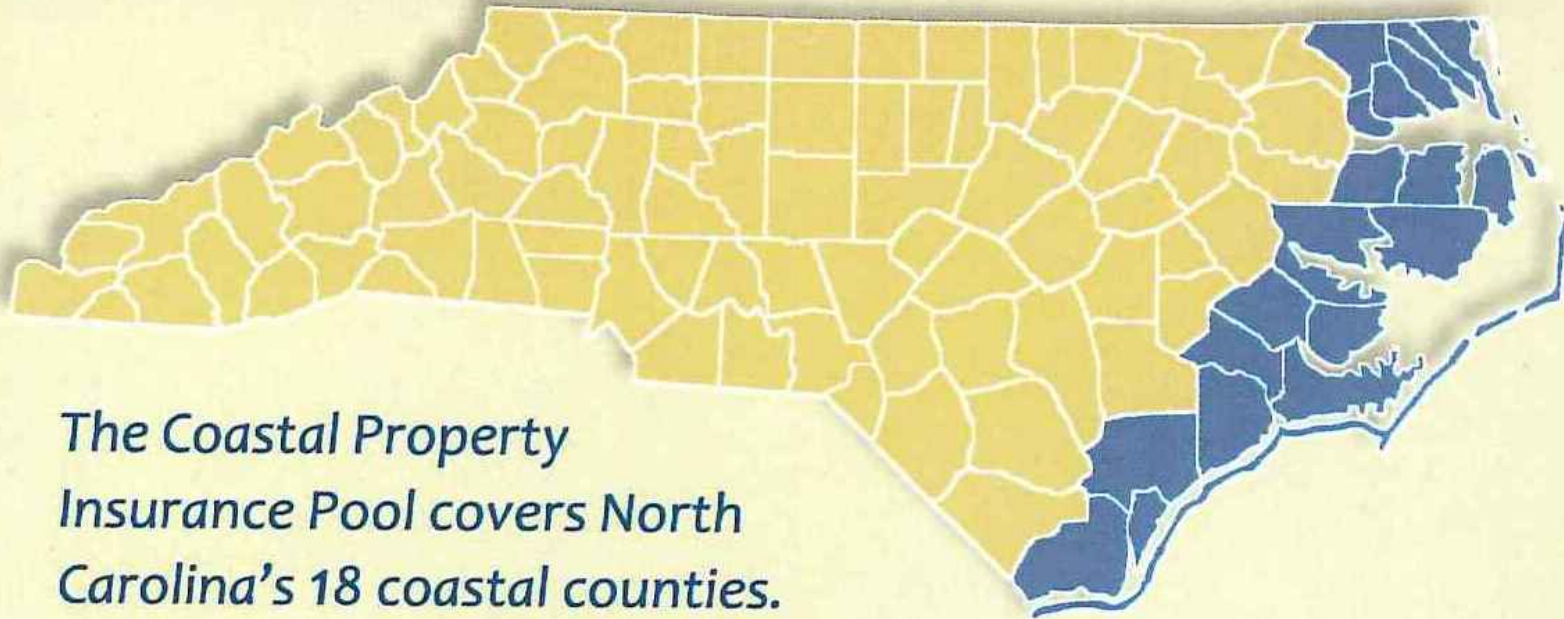 The Coastal Property
Insurance Pool covers North
Carolina's 18 coastal counties.